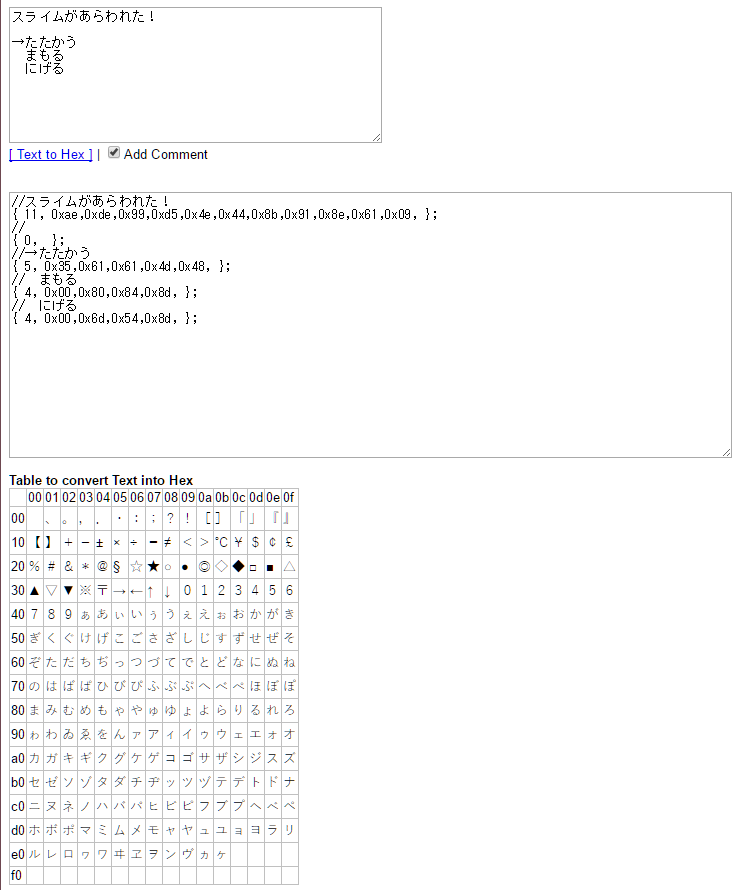 スライムがあらわれた！
→たたかう
　まもる
　にげる
[ Text to Hex ] | Add Comment
//スライムがあらわれた！
{ 11, 0xae,0xde,0x99,0xd5,0x4e,0x44,0x8b,0x91,0x8e,0x61,0x09, };
//
{ 0,  };
//→たたかう
{ 5, 0x35,0x61,0x61,0x4d,0x48, };
//　まもる
{ 4, 0x00,0x80,0x84,0x8d, };
//　にげる
{ 4, 0x00,0x6d,0x54,0x8d, };
Table to convert Text into Hex
00 01 02 03 04 05 06 07 08 09 0a 0b 0c 0d 0e 0f
00 　 、 。 ， ． ・ ： ； ？ ！ ［ ］ 「 」 『 』
10 【 】 ＋ － ± × ÷ ＝ ≠ ＜ ＞ ℃ ￥ ＄ ￠ ￡
20 ％ ＃ ＆ ＊ ＠ § ☆ ★ ○ ● ◎ ◇ ◆ □ ■ △
30 ▲ ▽ ▼ ※ 〒 → ← ↑ ↓ 0 1 2 3 4 5 6
40 7 8 9 ぁ あ ぃ い ぅ う ぇ え ぉ お か が き
50 ぎ く ぐ け げ こ ご さ ざ し じ す ず せ ぜ そ
60 ぞ た だ ち ぢ っ つ づ て で と ど な に ぬ ね
70 の は ば ぱ ひ び ぴ ふ ぶ ぷ へ べ ぺ ほ ぼ ぽ
80 ま み む め も ゃ や ゅ ゆ ょ よ ら り る れ ろ
90 ゎ わ ゐ ゑ を ん ァ ア ィ イ ゥ ウ ェ エ ォ オ
a0 カ ガ キ ギ ク グ ケ ゲ コ ゴ サ ザ シ ジ ス ズ
b0 セ ゼ ソ ゾ タ ダ チ ヂ ッ ツ ヅ テ デ ト ド ナ
c0 ニ ヌ ネ ノ ハ バ パ ヒ ビ ピ フ ブ プ ヘ ベ ペ
d0 ホ ボ ポ マ ミ ム メ モ ャ ヤ ュ ユ ョ ヨ ラ リ
e0 ル レ ロ ヮ ワ ヰ ヱ ヲ ン ヴ ヵ ヶ
f0